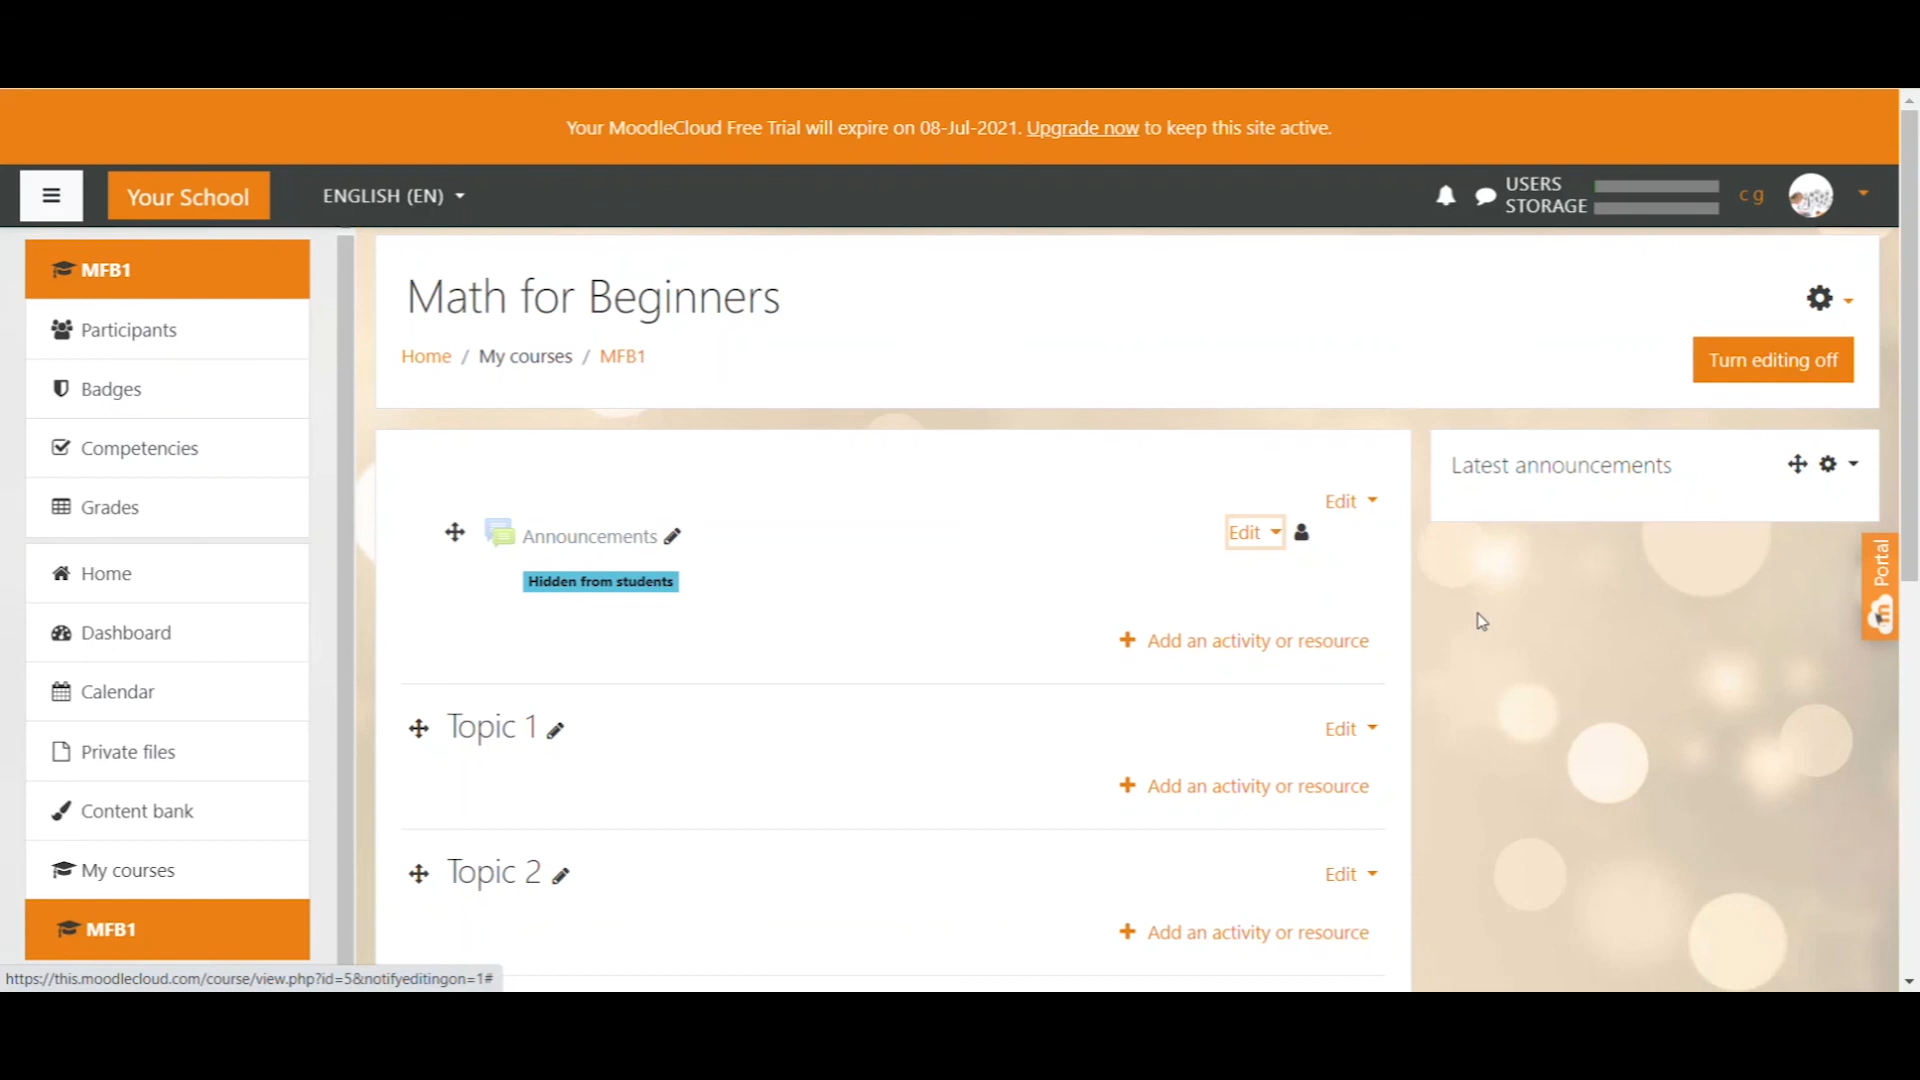 Your MoodleCloud Free Trial will expire on 08-Jul-2021. Upgrade now to keep this site active.
Your School
ENGLISH (EN)
USERS
STORAGE
c g
MFB1
Participants
Badges
Competencies
Grades
Home
Dashboard
Calendar
Private files
Content bank
My courses
MFB1
Math for Beginners
Home / My courses / MFB1
Turn editing off
Edit
Announcements
Edit
Hidden from students
Add an activity or resource
Topic 1
Edit
Add an activity or resource
Topic 2
Edit
Add an activity or resource
Latest announcements
Portal
m
https://this.moodlecloud.com/course/view.php?id=5&notifyeditingon=1#